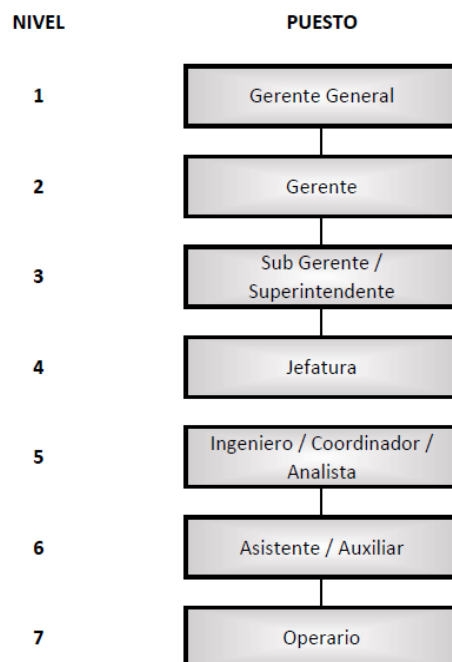 NIVEL PUESTO
1 Gerente General
2 Gerente
3 Sub Gerente /
Superintendente
4 Jefatura
5 Ingeniero / Coordinador /
Analista
6 Asistente / Auxiliar
7 Operario